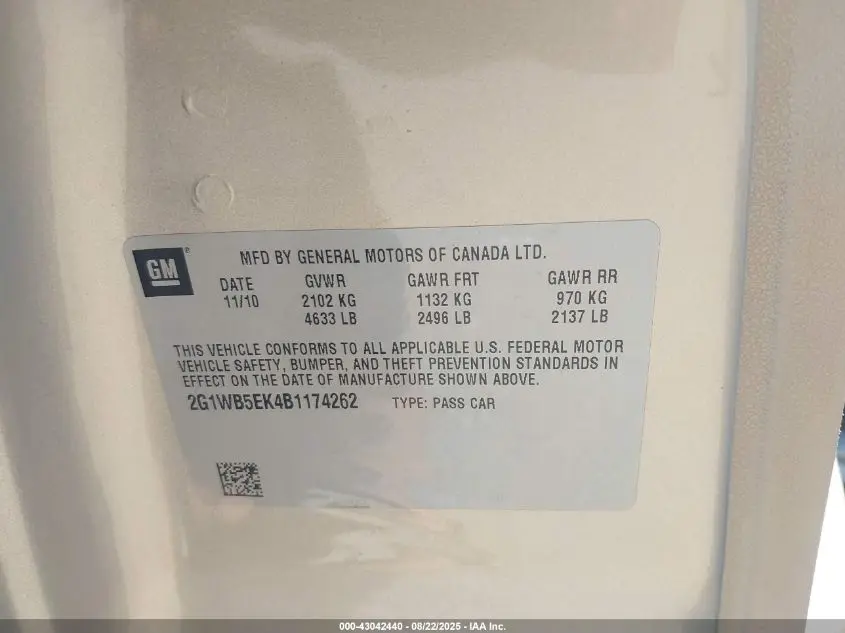 GM®
MFD BY GENERAL MOTORS OF CANADA LTD.
DATE GVWR GAWR FRT GAWR RR
11/10 2102 KG 1132 KG 970 KG
4633 LB 2496 LB 2137 LB
THIS VEHICLE CONFORMS TO ALL APPLICABLE U.S. FEDERAL MOTOR
VEHICLE SAFETY, BUMPER, AND THEFT PREVENTION STANDARDS IN
EFFECT ON THE DATE OF MANUFACTURE SHOWN ABOVE.
2G1WB5EK4B1174262 TYPE: PASS CAR
000-43042440 - 08/22/2025 - IAA Inc.